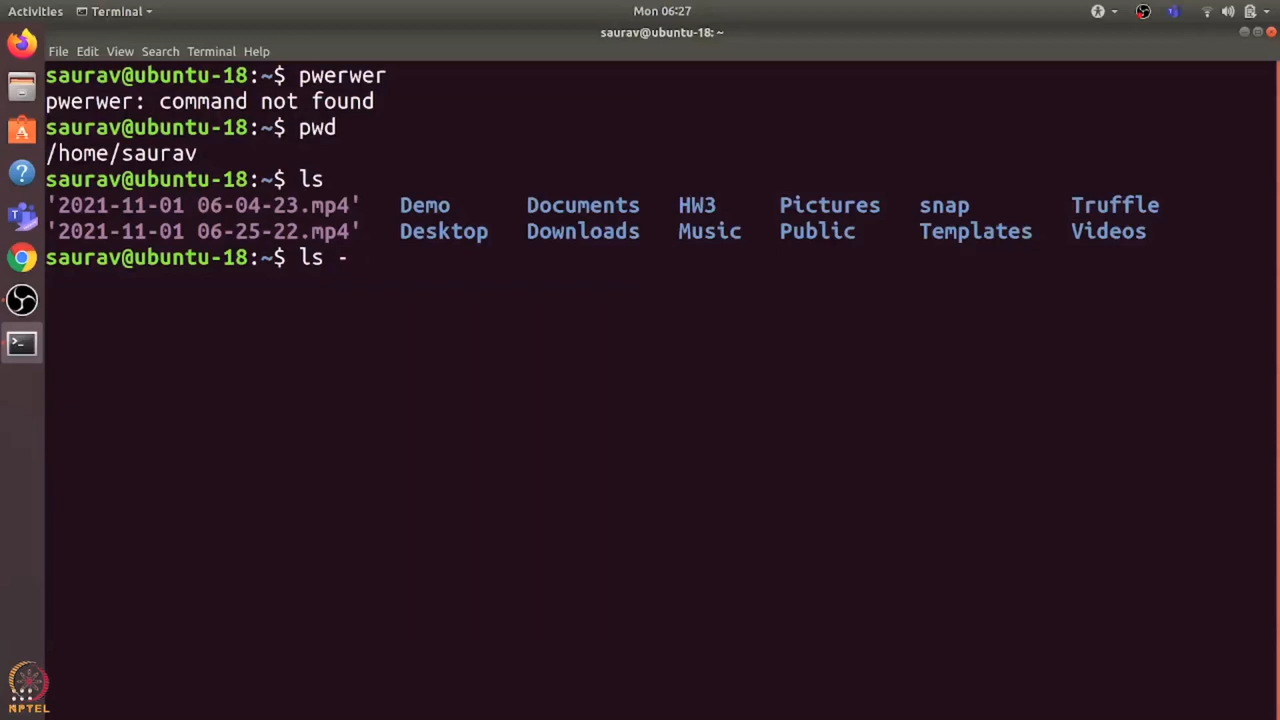 Activities Terminal Mon 06:27
saurav@ubuntu-18: ~
File Edit View Search Terminal Help
saurav@ubuntu-18:~$ pwerwer
pwerwer: command not found
saurav@ubuntu-18:~$ pwd
/home/saurav
saurav@ubuntu-18:~$ ls
'2021-11-01 06-04-23.mp4' Demo Documents HW3 Pictures snap Truffle
'2021-11-01 06-25-22.mp4' Desktop Downloads Music Public Templates Videos
saurav@ubuntu-18:~$ ls -
NPTEL